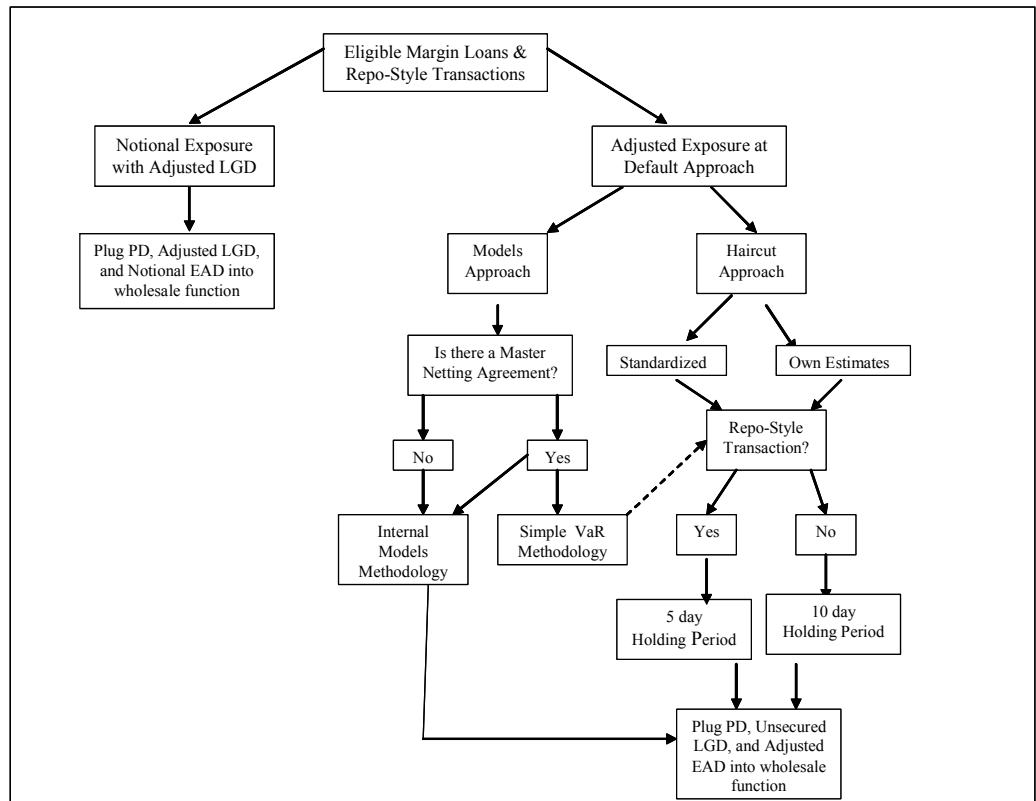 Eligible Margin Loans &
Repo-Style Transactions
Notional Exposure
with Adjusted LGD
Adjusted Exposure at
Default Approach
Plug PD, Adjusted LGD,
and Notional EAD into
wholesale function
Models
Approach
Haircut
Approach
Is there a Master
Netting Agreement?
Standardized
Own Estimates
No
Yes
Repo-Style
Transaction?
Internal
Models
Methodology
Simple VaR
Methodology
Yes
No
5 day
Holding Period
10 day
Holding Period
Plug PD, Unsecured
LGD, and Adjusted
EAD into wholesale
function